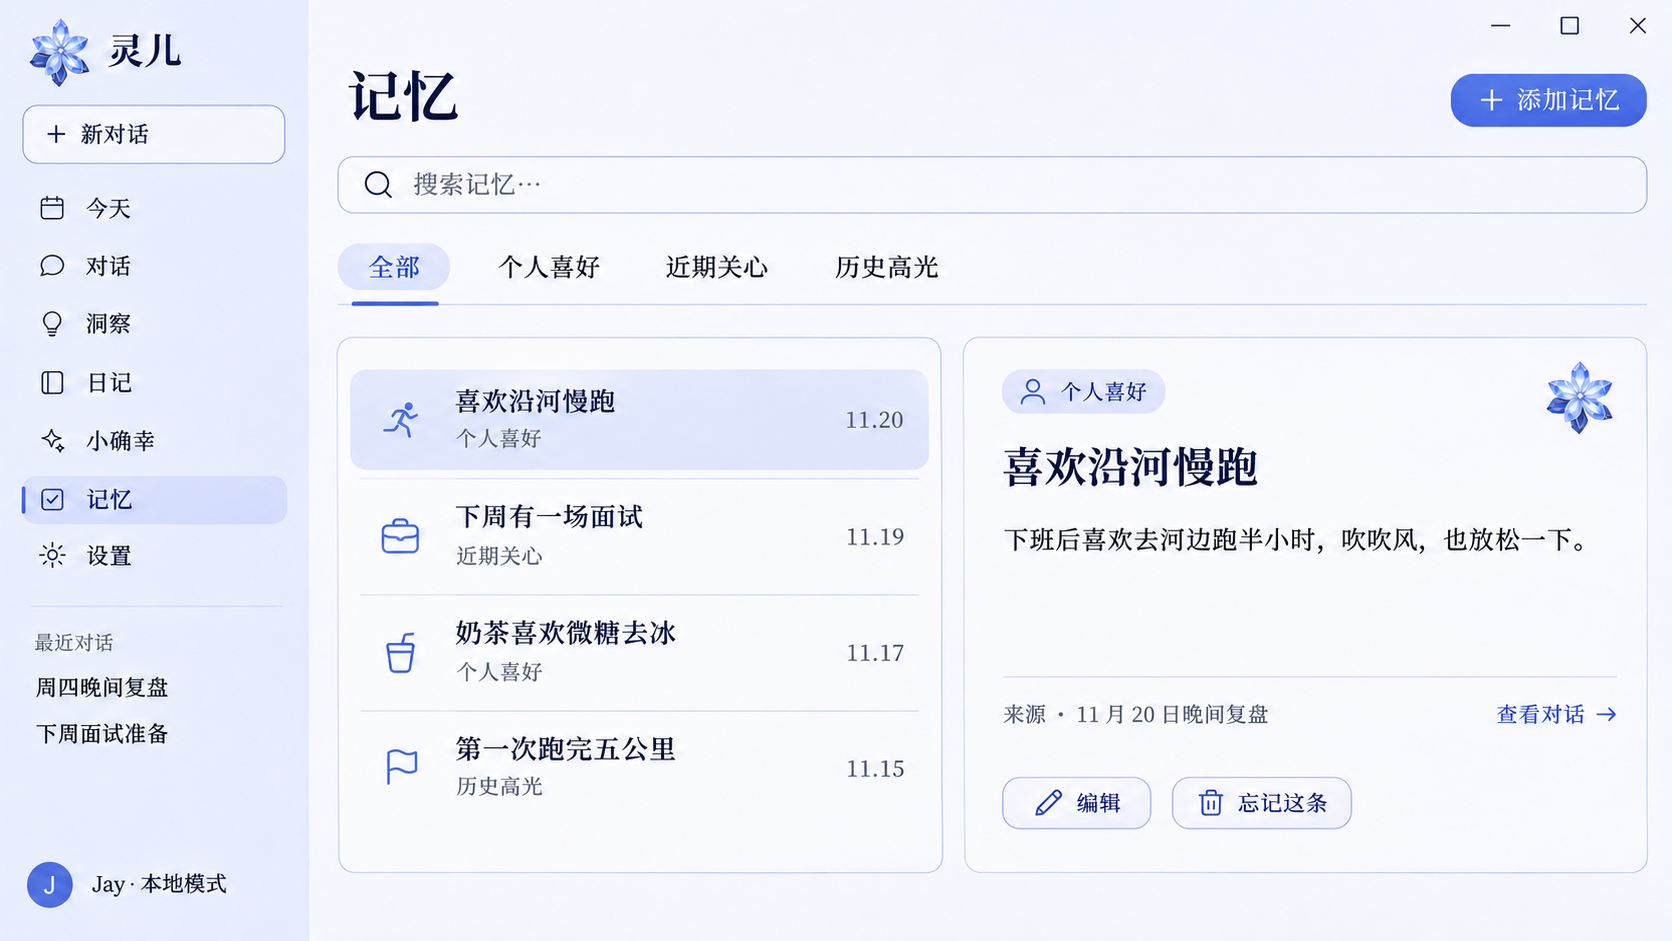 灵儿
新对话
今天
对话
洞察
日记
小确幸
记忆
设置
最近对话
周四晚间复盘
下周面试准备
J
Jay · 本地模式
记忆
添加记忆
搜索记忆…
全部
个人喜好
近期关心
历史高光
喜欢沿河慢跑
个人喜好
11.20
下周有一场面试
近期关心
11.19
奶茶喜欢微糖去冰
个人喜好
11.17
第一次跑完五公里
历史高光
11.15
个人喜好
喜欢沿河慢跑
下班后喜欢去河边跑半小时，吹吹风，也放松一下。
来源 · 11 月 20 日晚间复盘
查看对话 →
编辑
忘记这条